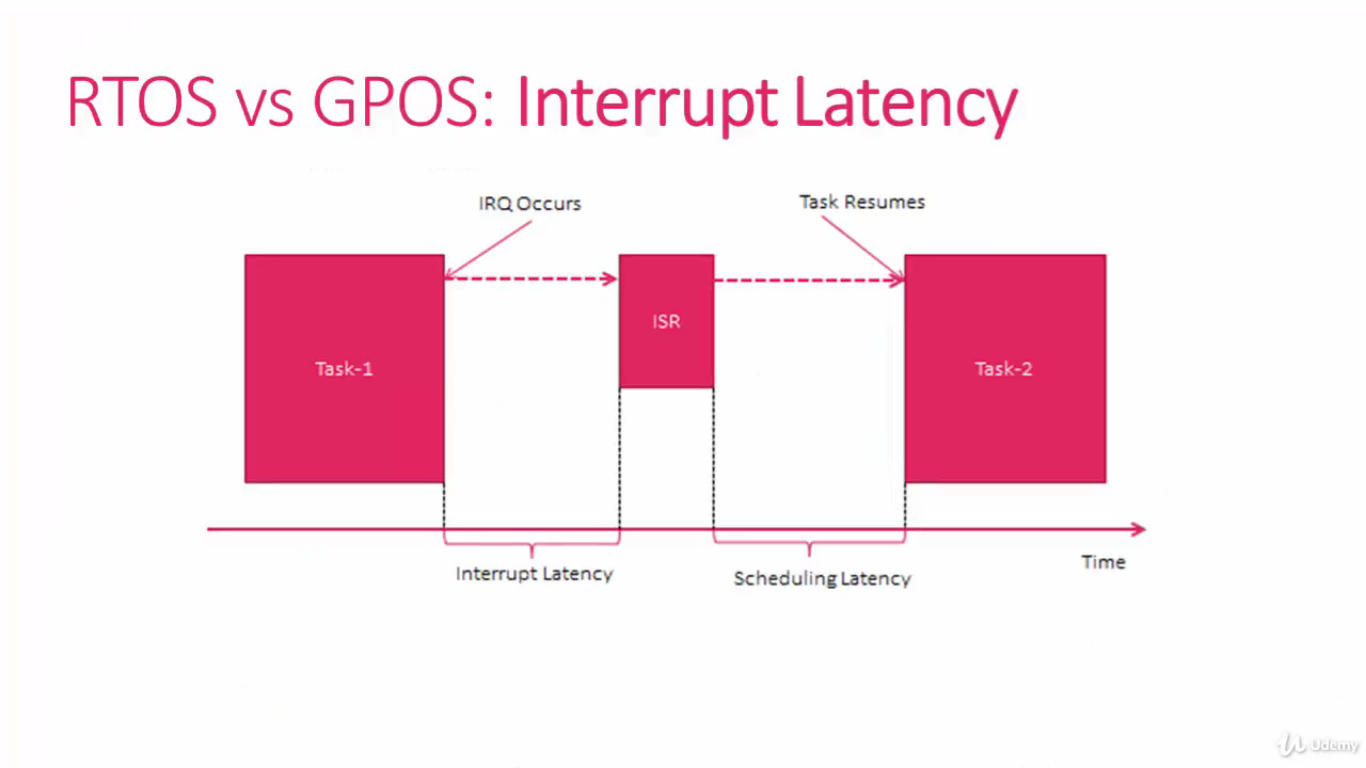 RTOS vs GPOS: Interrupt Latency
IRQ Occurs
Task Resumes
Task-1
ISR
Task-2
Interrupt Latency
Scheduling Latency
Time
Udemy